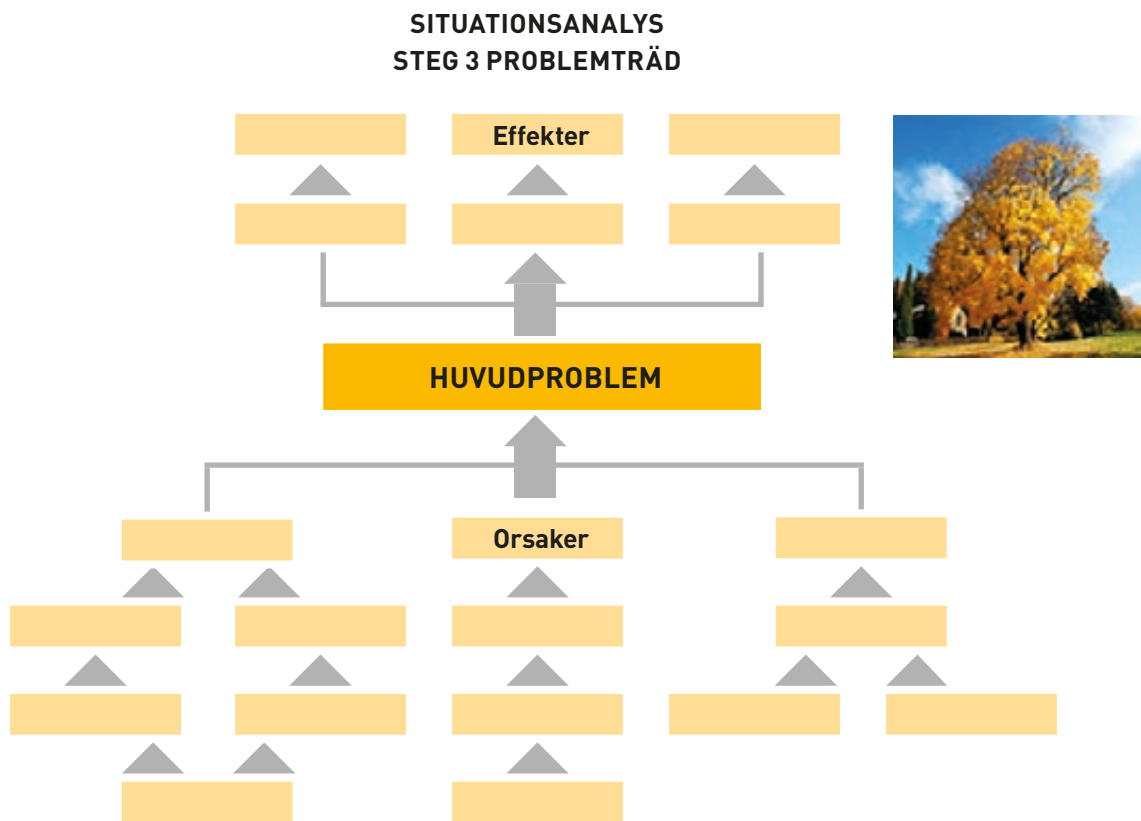 SITUATIONSANALYS
STEG 3 PROBLEMTRÄD
Effekter
HUVUDPROBLEM
Orsaker